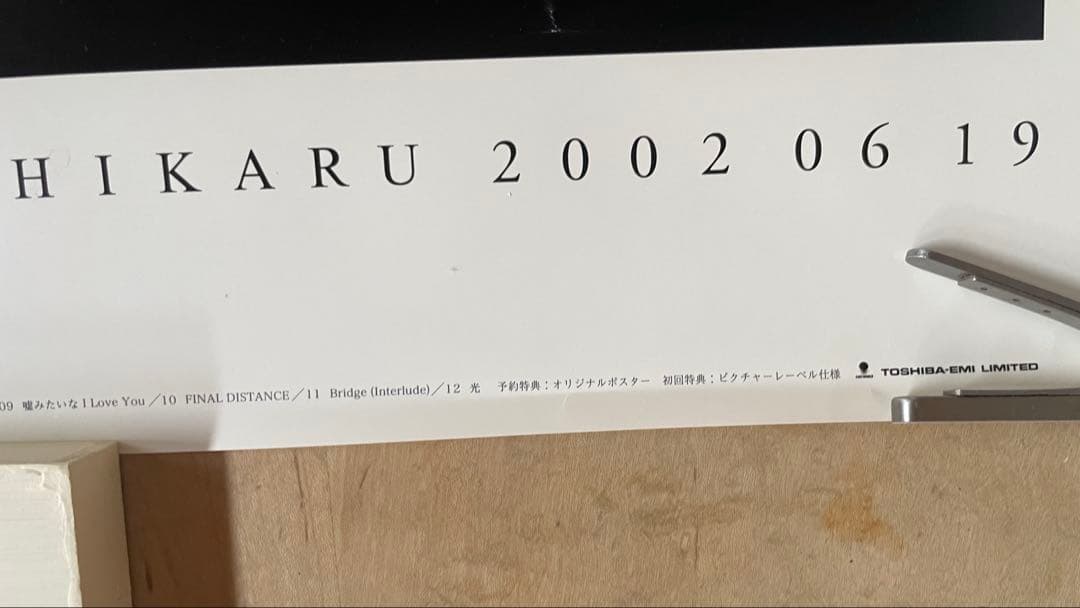 HIKARU 2002 06 19
09 嘘みたいな I Love You／10 FINAL DISTANCE／11 Bridge (Interlude)／12 光 予約特典：オリジナルポスター 初回特典：ピクチャーレーベル仕様 TOSHIBA-EMI LIMITED